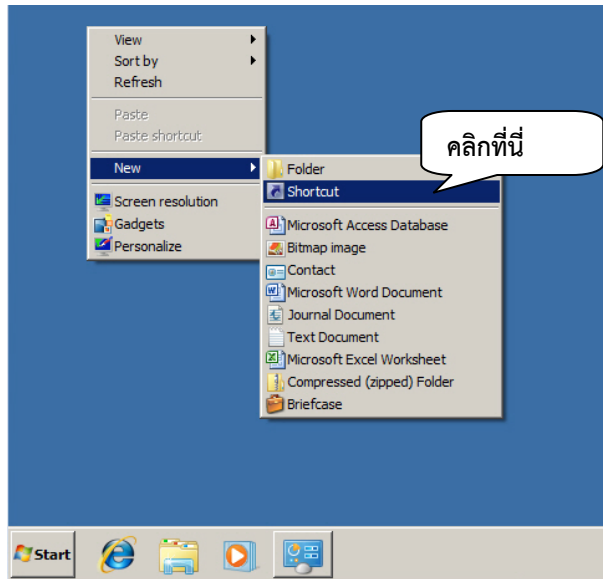 View
Sort by
Refresh
Paste
Paste shortcut
New
Screen resolution
Gadgets
Personalize
คลิกที่นี่
Folder
Shortcut
Microsoft Access Database
Bitmap image
Contact
Microsoft Word Document
Journal Document
Text Document
Microsoft Excel Worksheet
Compressed (zipped) Folder
Briefcase
Start